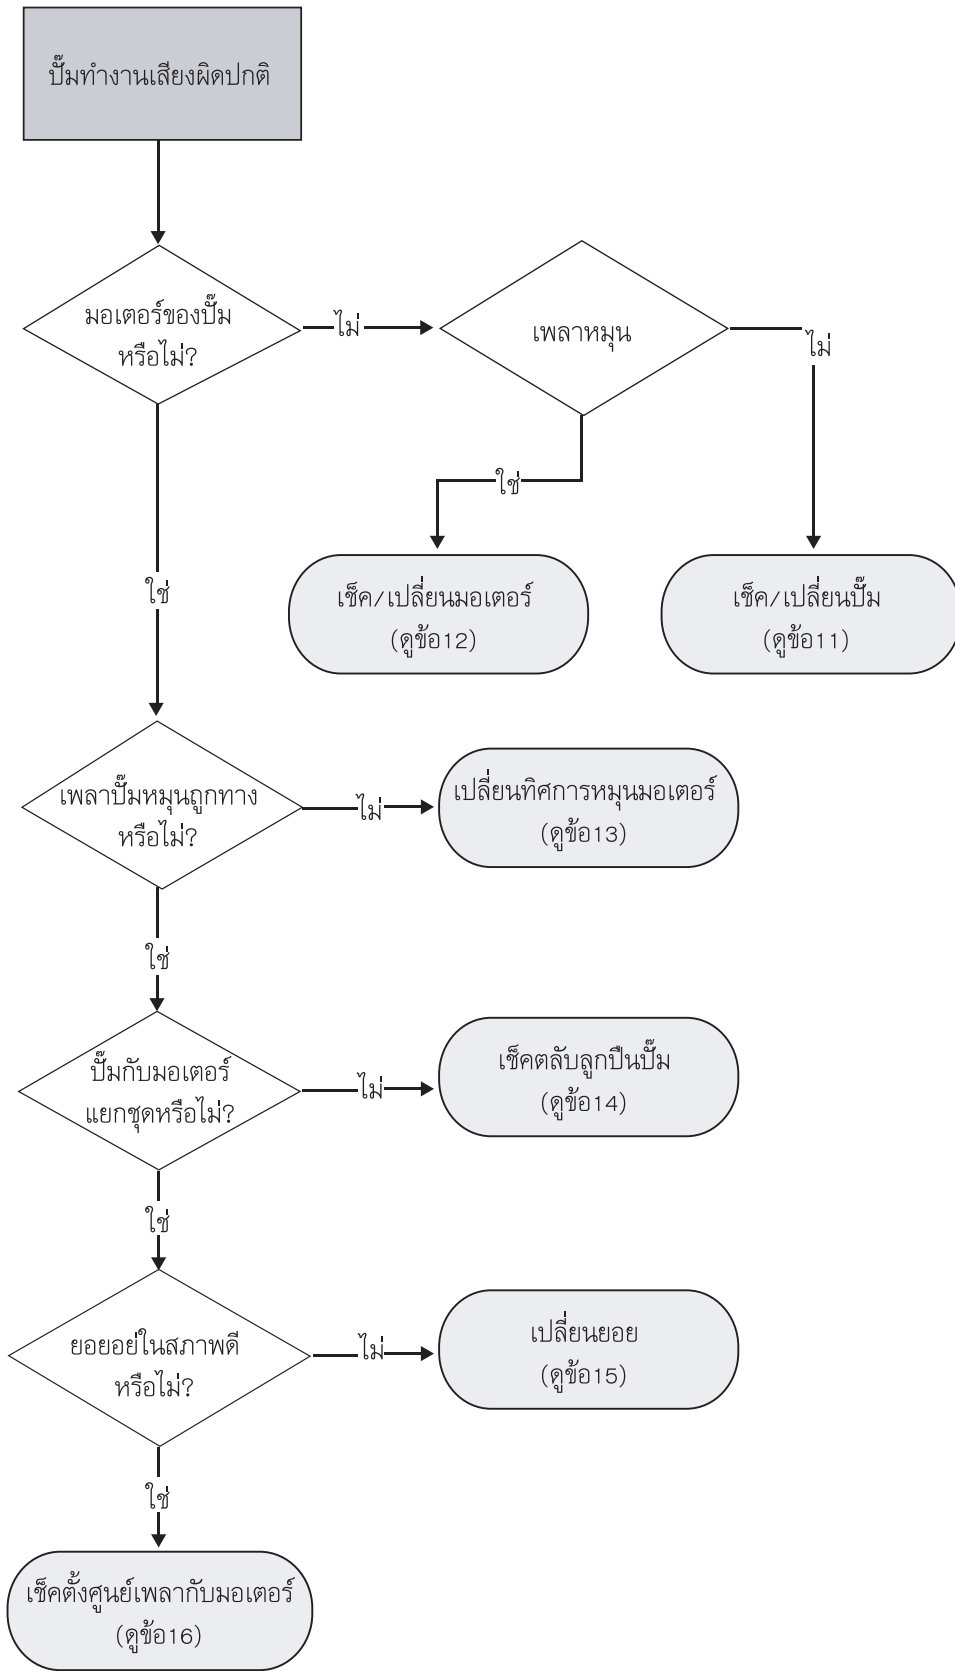 ปั๊มทำงานเสียงผิดปกติ
มอเตอร์ของปั๊ม
หรือไม่?
ไม่
เพลาหมุน
ไม่
ใช่
เช็ค/เปลี่ยนมอเตอร์
(ดูข้อ12)
เช็ค/เปลี่ยนปั๊ม
(ดูข้อ11)
ใช่
เพลาปั๊มหมุนถูกทาง
หรือไม่?
ไม่
เปลี่ยนทิศการหมุนมอเตอร์
(ดูข้อ13)
ใช่
ปั๊มกับมอเตอร์
แยกชุดหรือไม่?
ไม่
เช็คตลับลูกปืนปั๊ม
(ดูข้อ14)
ใช่
ยอยอยู่ในสภาพดี
หรือไม่?
ไม่
เปลี่ยนยอย
(ดูข้อ15)
ใช่
เช็คตั้งศูนย์เพลากับมอเตอร์
(ดูข้อ16)